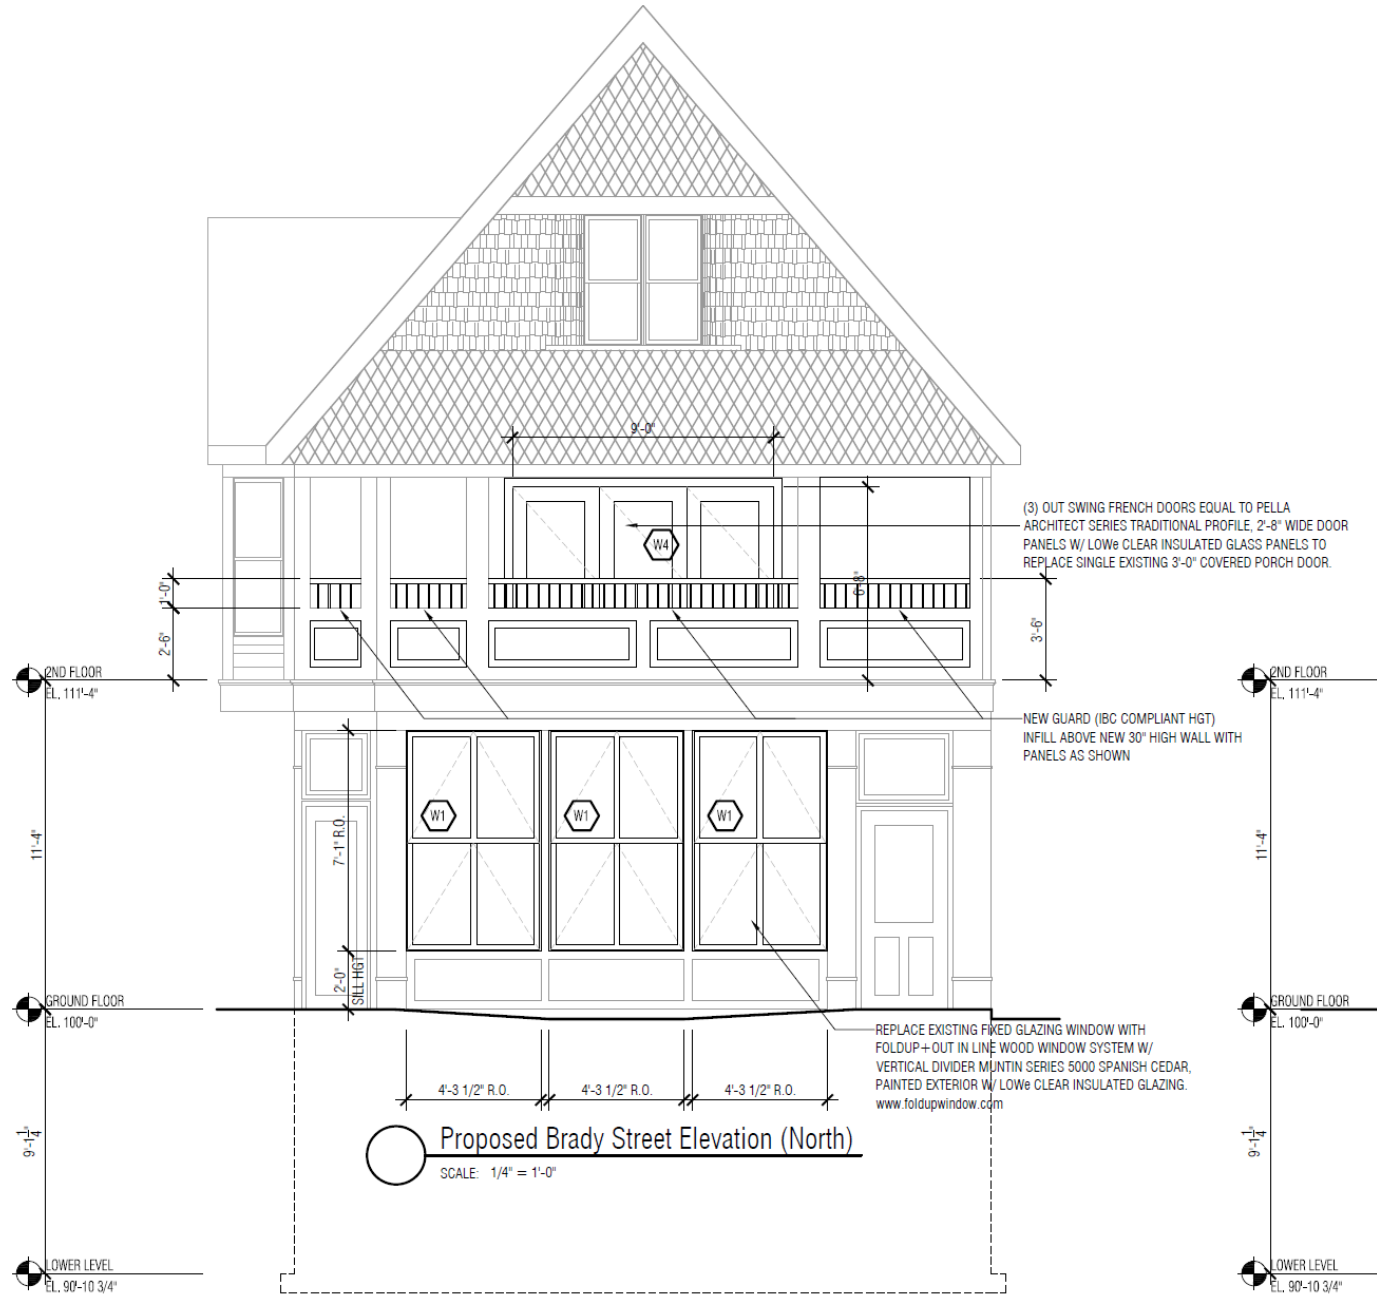 9'-0"
(3) OUT SWING FRENCH DOORS EQUAL TO PELLA
ARCHITECT SERIES TRADITIONAL PROFILE, 2'-8" WIDE DOOR
PANELS W/ LOWe CLEAR INSULATED GLASS PANELS TO
REPLACE SINGLE EXISTING 3'-0" COVERED PORCH DOOR.
W4
6'-8"
1'-0"
2'-6"
3'-6"
2ND FLOOR
EL. 111'-4"
2ND FLOOR
EL. 111'-4"
NEW GUARD (IBC COMPLIANT HGT)
INFILL ABOVE NEW 30" HIGH WALL WITH
PANELS AS SHOWN
W1
W1
W1
7'-1" R.O.
11'-4"
11'-4"
2'-0"
SILL HGT
GROUND FLOOR
EL. 100'-0"
GROUND FLOOR
EL. 100'-0"
REPLACE EXISTING FIXED GLAZING WINDOW WITH
FOLDUP+OUT IN LINE WOOD WINDOW SYSTEM W/
VERTICAL DIVIDER MUNTIN SERIES 5000 SPANISH CEDAR,
PAINTED EXTERIOR W/ LOWe CLEAR INSULATED GLAZING.
www.foldupwindow.com
4'-3 1/2" R.O.
4'-3 1/2" R.O.
4'-3 1/2" R.O.
9'-1 1/4"
9'-1 1/4"
Proposed Brady Street Elevation (North)
SCALE: 1/4" = 1'-0"
LOWER LEVEL
EL. 90'-10 3/4"
LOWER LEVEL
EL. 90'-10 3/4"